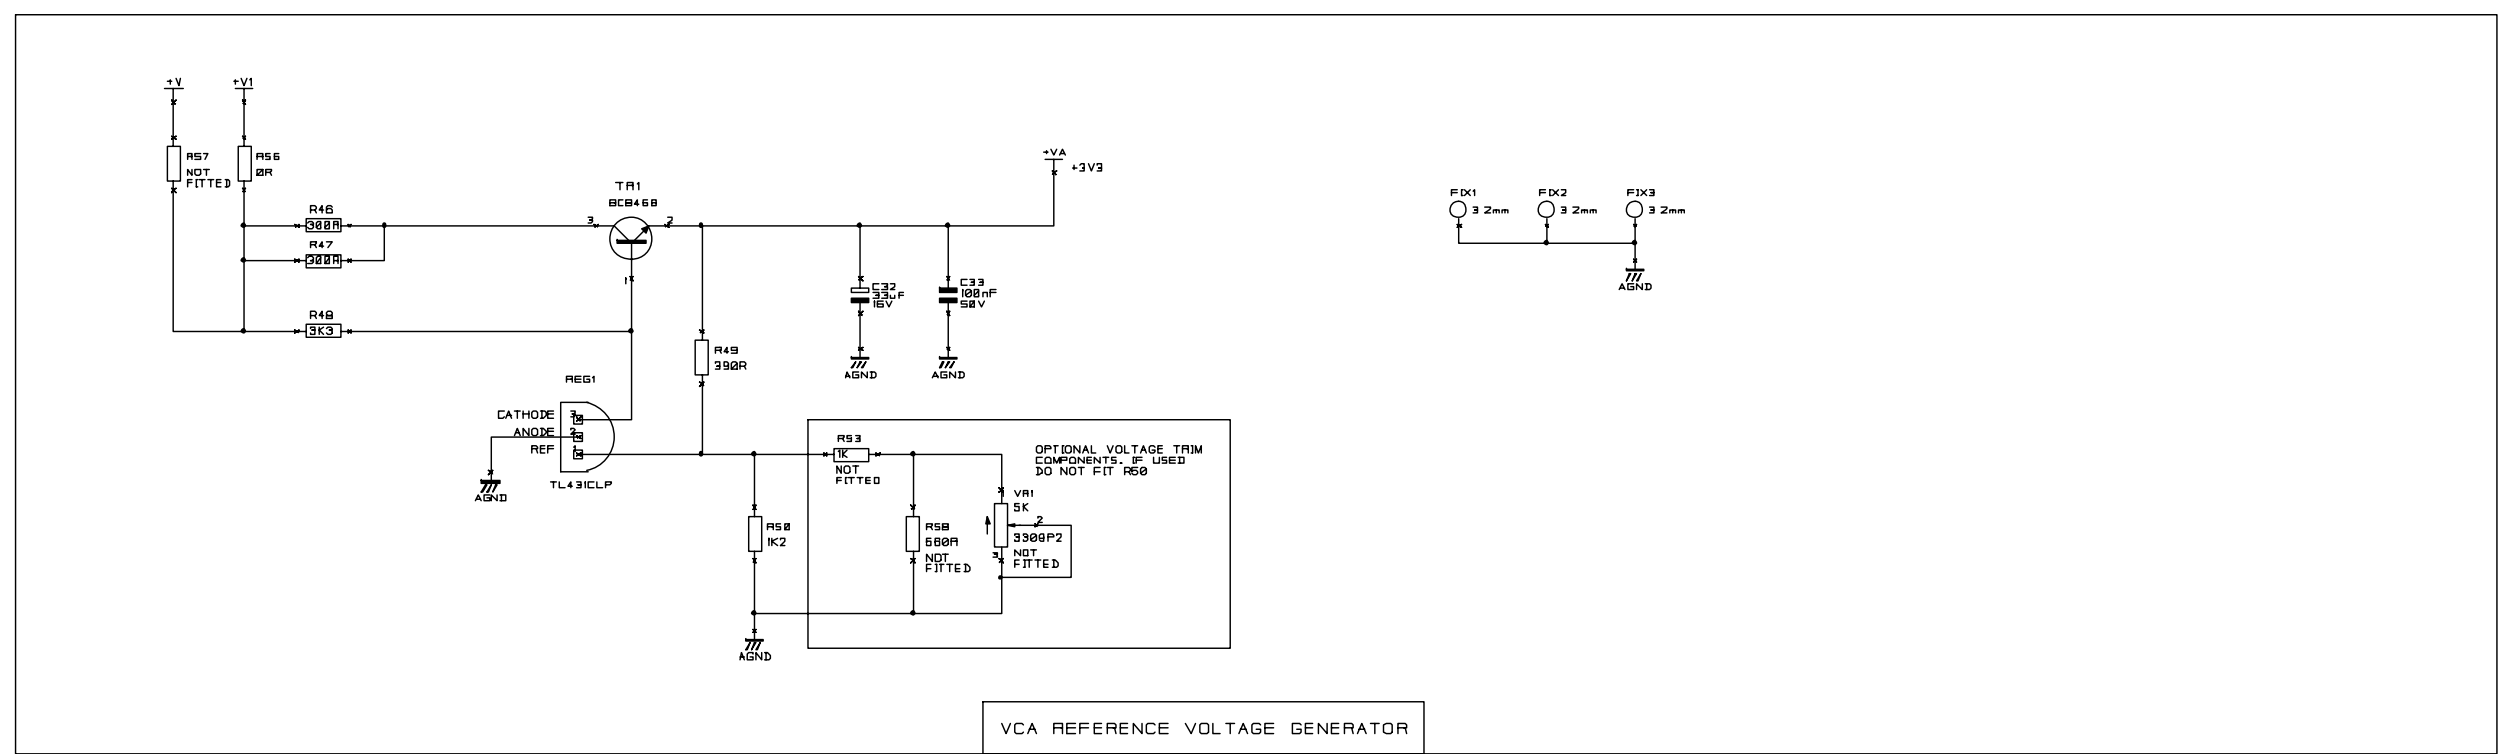 +V
+V1
R57
NOT
FITTED
R56
0R
R46
300R
R47
300R
R48
3K3
TR1
BC846B
3
2
1
+VA
+3V3
R49
390R
C32
33uF
16V
C33
100nF
50V
AGND
AGND
FIX1
3.2mm
FIX2
3.2mm
FIX3
3.2mm
AGND
REG1
CATHODE
3
ANODE
2
REF
1
TL431CLP
AGND
R53
1K
NOT
FITTED
OPTIONAL VOLTAGE TRIM
COMPONENTS. IF USED
DO NOT FIT R50
R50
1K2
R58
680R
NOT
FITTED
1
VR1
5K
2
3309P2
3
NOT
FITTED
AGND
VCA REFERENCE VOLTAGE GENERATOR